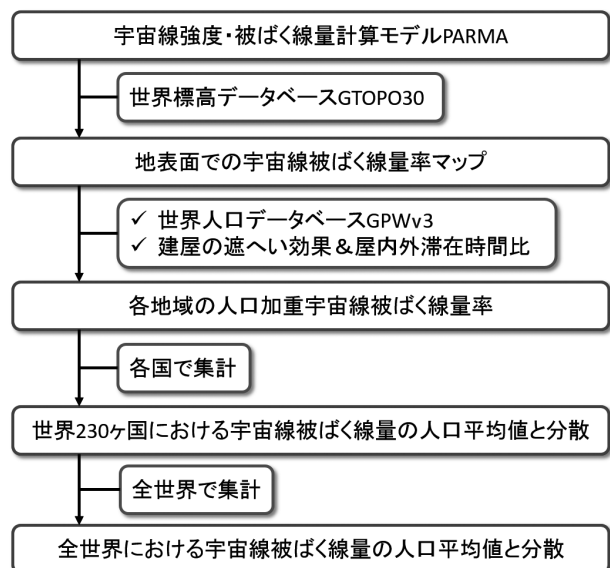 宇宙線強度・被ばく線量計算モデルPARMA
世界標高データベースGTOPO30
地表面での宇宙線被ばく線量率マップ
✓ 世界人口データベースGPWv3
✓ 建屋の遮へい効果＆屋内外滞在時間比
各地域の人口加重宇宙線被ばく線量率
各国で集計
世界230ヶ国における宇宙線被ばく線量の人口平均値と分散
全世界で集計
全世界における宇宙線被ばく線量の人口平均値と分散